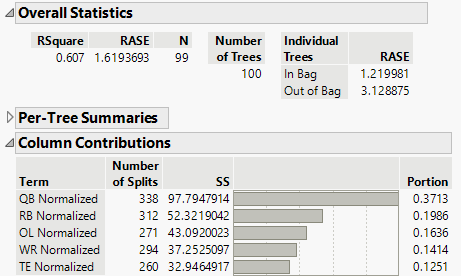 Overall Statistics
RSquare RASE N
0.607 1.6193693 99
Number of Trees
100
Individual Trees RASE
In Bag 1.219981
Out of Bag 3.128875
Per-Tree Summaries
Column Contributions
Term Number of Splits SS Portion
QB Normalized 338 97.7947914 0.3713
RB Normalized 312 52.3219042 0.1986
OL Normalized 271 43.0920023 0.1636
WR Normalized 294 37.2525097 0.1414
TE Normalized 260 32.9464917 0.1251